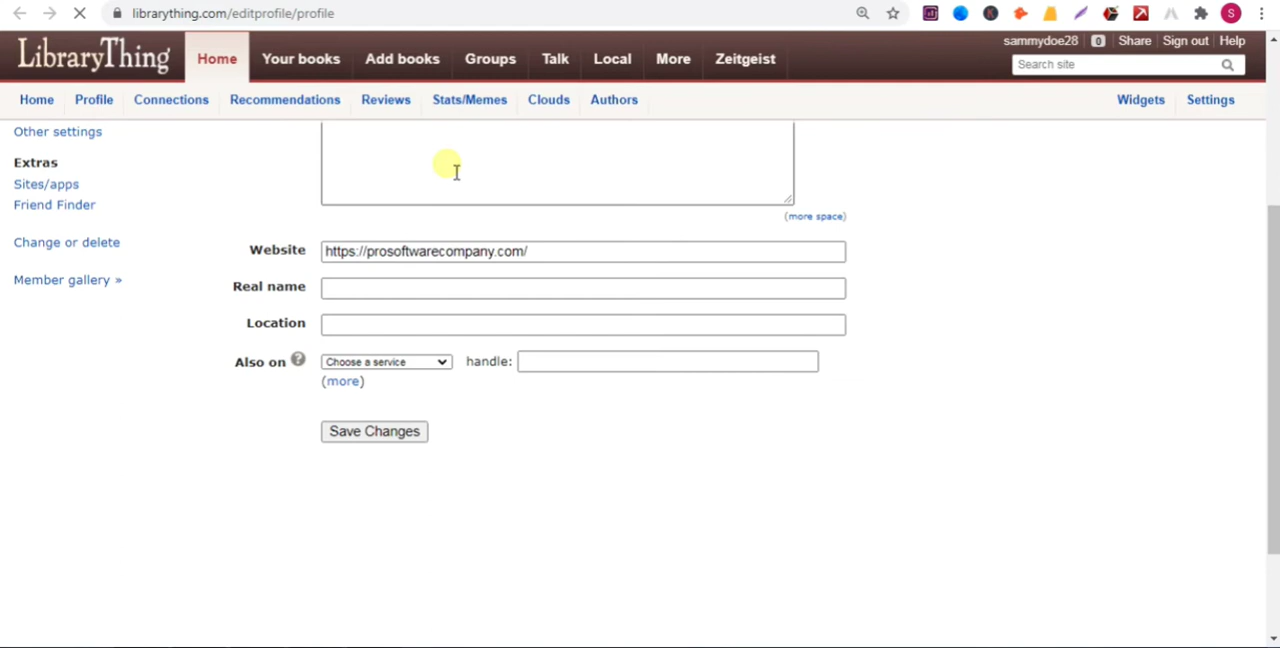 librarything.com/editprofile/profile
S
LibraryThing
Home Your books Add books Groups Talk Local More Zeitgeist
sammydoe28 0 Share Sign out Help
Search site
Home Profile Connections Recommendations Reviews Stats/Memes Clouds Authors Widgets Settings
Other settings
Extras
Sites/apps
Friend Finder
Change or delete
Member gallery »
(more space)
Website https://prosoftwarecompany.com/
Real name
Location
Also on ? Choose a service handle:
(more)
Save Changes